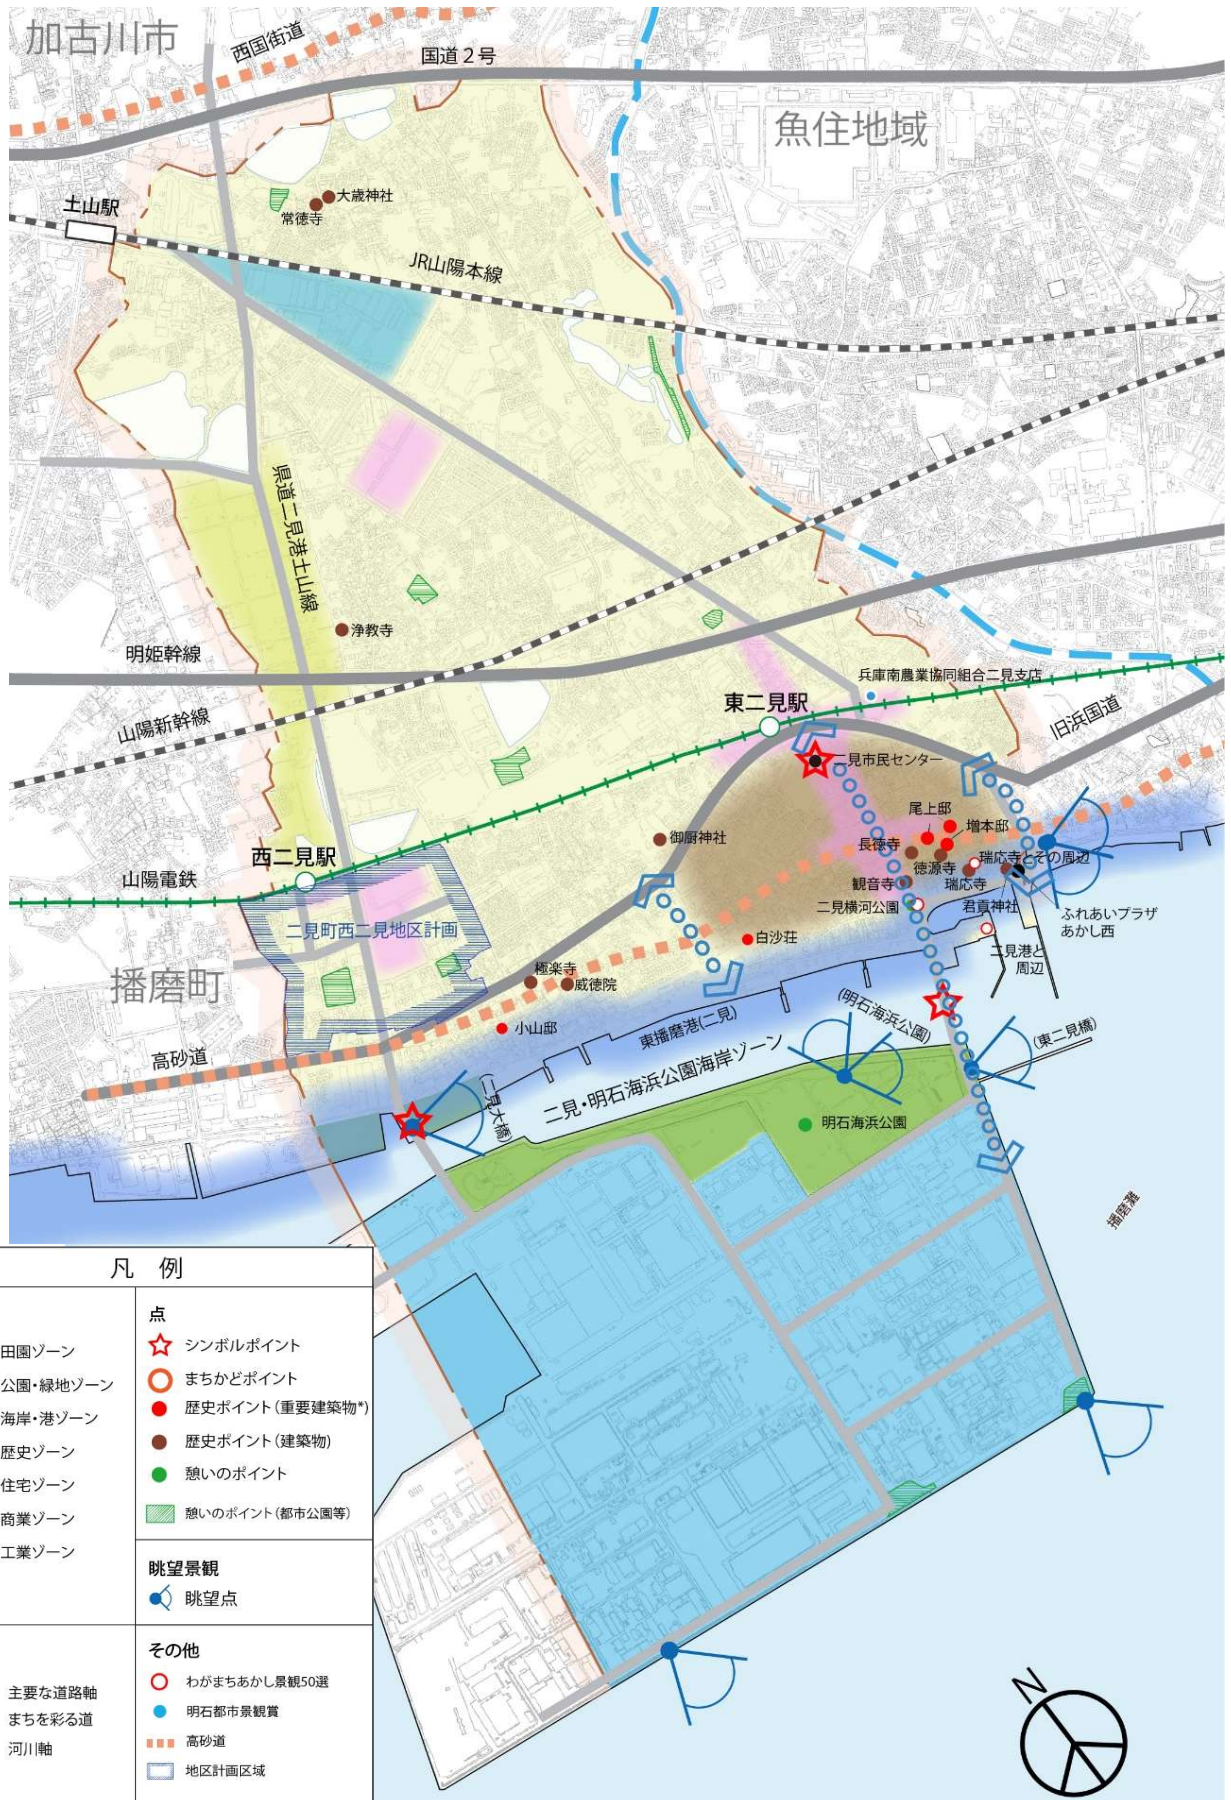 加古川市
西国街道
国道２号
魚住地域
土山駅
大歳神社
常徳寺
JR山陽本線
県道二見港土山線
浄教寺
明姫幹線
山陽新幹線
兵庫南農業協同組合二見支店
東二見駅
旧浜国道
二見市民センター
尾上邸
増本邸
御厨神社
長徳寺
徳源寺
瑞応寺とその周辺
西二見駅
山陽電鉄
観音寺
瑞応寺
二見横河公園
君貢神社
ふれあいプラザ
あかし西
二見町西二見地区計画
白沙荘
二見港と
周辺
播磨町
極楽寺
威徳院
小山邸
東播磨港(二見)
(明石海浜公園)
(東二見橋)
高砂道
二見・明石海浜公園海岸ゾーン
(二見大橋)
明石海浜公園
播磨灘
凡 例
田園ゾーン
公園・緑地ゾーン
海岸・港ゾーン
歴史ゾーン
住宅ゾーン
商業ゾーン
工業ゾーン
主要な道路軸
まちを彩る道
河川軸
点
シンボルポイント
まちかどポイント
歴史ポイント(重要建築物*)
歴史ポイント(建築物)
憩いのポイント
憩いのポイント(都市公園等)
眺望景観
眺望点
その他
わがまちあかし景観50選
明石都市景観賞
高砂道
地区計画区域
N